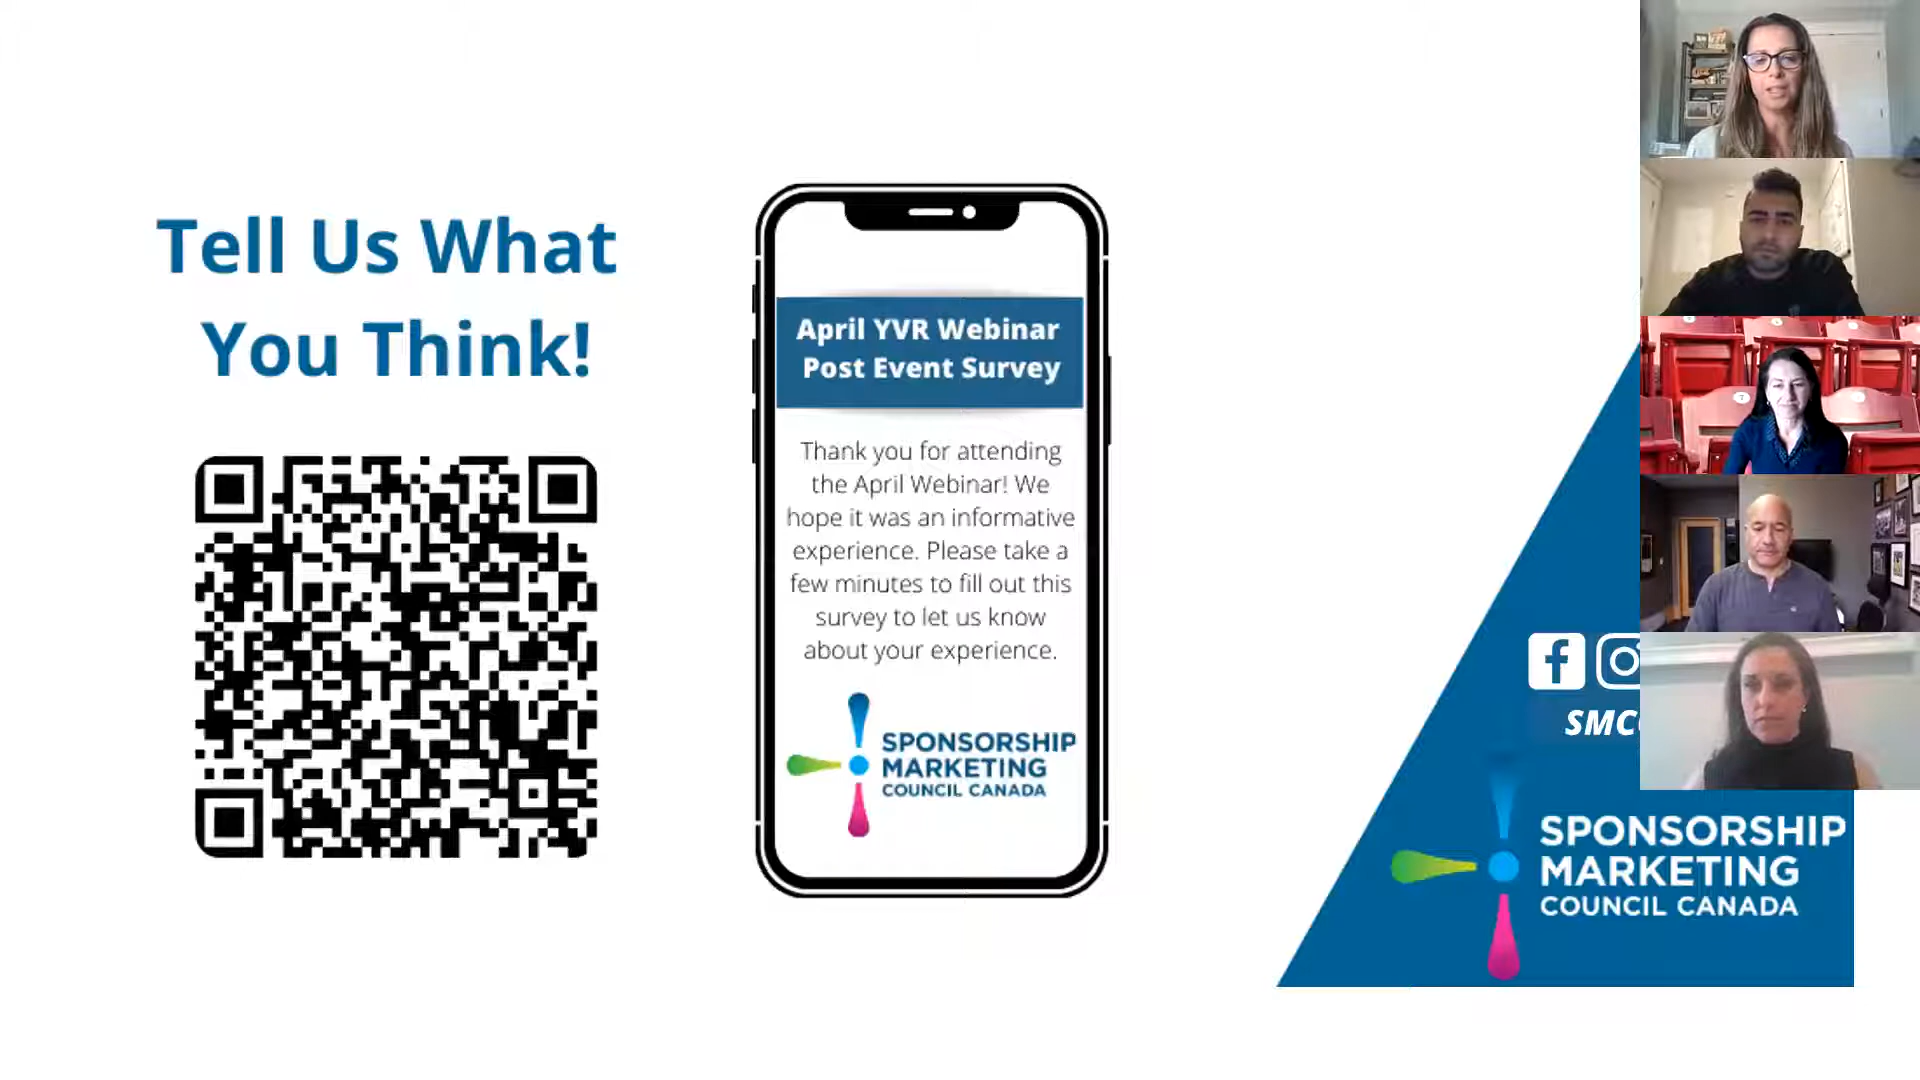 Tell Us What
You Think!
April YVR Webinar
Post Event Survey
Thank you for attending
the April Webinar! We
hope it was an informative
experience. Please take a
few minutes to fill out this
survey to let us know
about your experience.
SPONSORSHIP
MARKETING
COUNCIL CANADA
SPONSORSHIP
MARKETING
COUNCIL CANADA